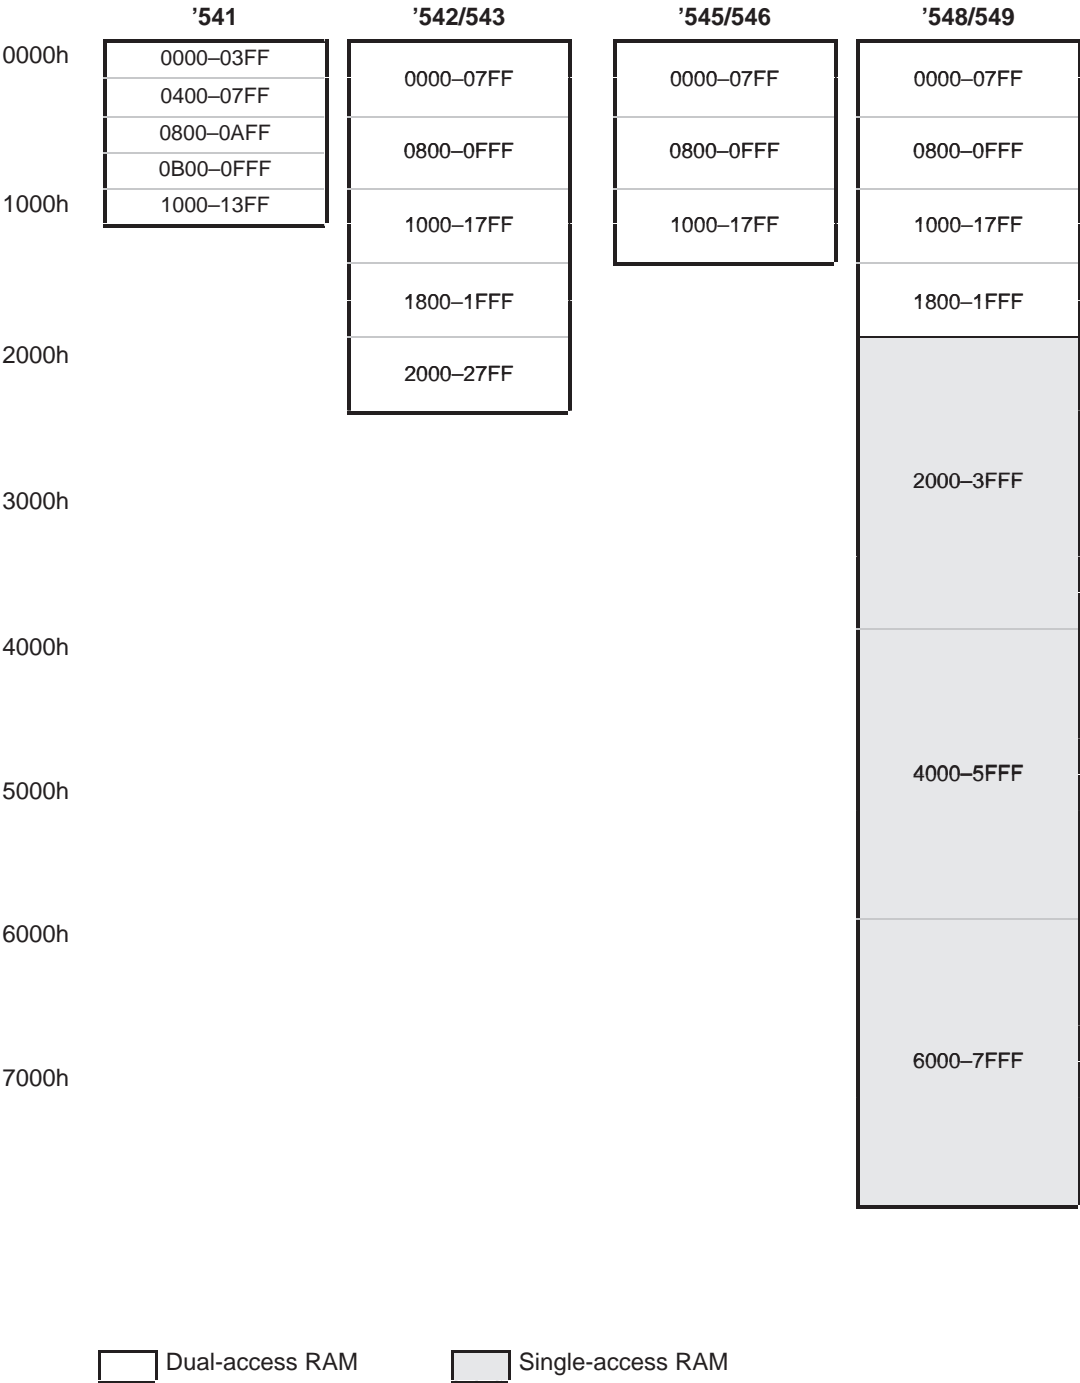 ’541 ’542/543 ’545/546 ’548/549
0000h
0000–03FF
0400–07FF
0800–0AFF
0B00–0FFF
1000h
1000–13FF
0000–07FF
0800–0FFF
1000–17FF
1800–1FFF
2000–27FF
0000–07FF
0800–0FFF
1000–17FF
0000–07FF
0800–0FFF
1000–17FF
1800–1FFF
2000h
2000–3FFF
3000h
4000h
4000–5FFF
5000h
6000h
6000–7FFF
7000h
Dual-access RAM
Single-access RAM